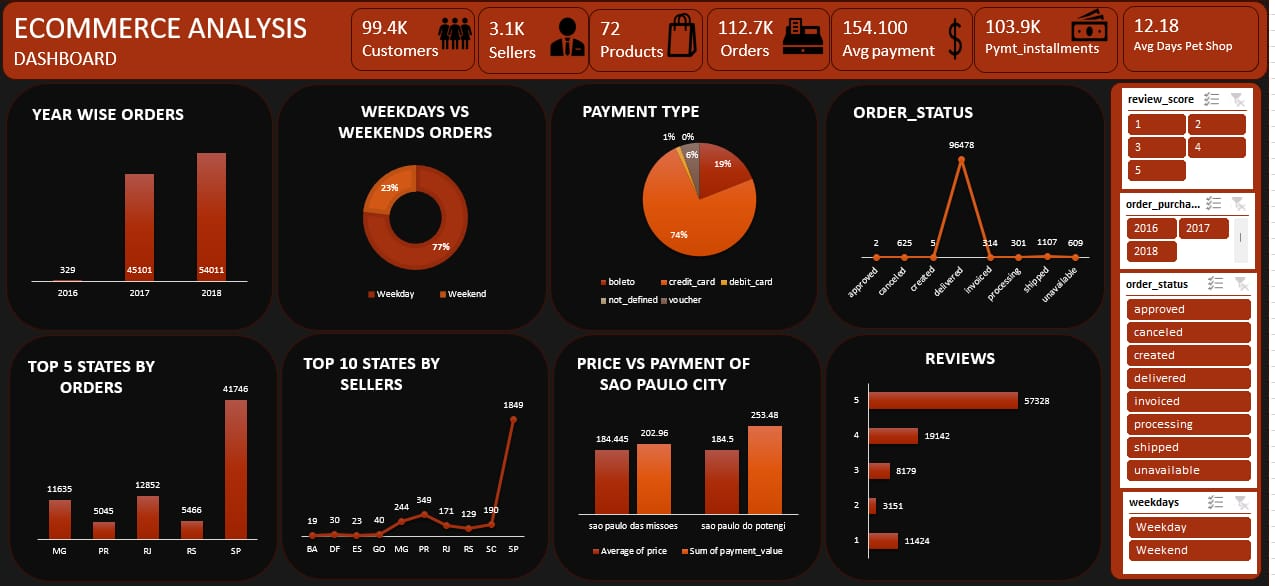 ECOMMERCE ANALYSIS
DASHBOARD
99.4K
Customers
3.1K
Sellers
72
Products
112.7K
Orders
154.100
Avg payment
103.9K
Pymt_installments
12.18
Avg Days Pet Shop
YEAR WISE ORDERS
329
45101
54011
2016
2017
2018
WEEKDAYS VS
WEEKENDS ORDERS
23%
77%
Weekday
Weekend
PAYMENT TYPE
1%
0%
6%
19%
74%
boleto
credit_card
debit_card
not_defined
voucher
ORDER_STATUS
96478
2
625
5
314
301
1107
609
approved
canceled
created
delivered
invoiced
processing
shipped
unavailable
TOP 5 STATES BY
ORDERS
41746
11635
5045
12852
5466
MG
PR
RJ
RS
SP
TOP 10 STATES BY
SELLERS
1849
19
30
23
40
244
349
171
129
190
BA
DF
ES
GO
MG
PR
RJ
RS
SC
SP
PRICE VS PAYMENT OF
SAO PAULO CITY
184.445
202.96
184.5
253.48
sao paulo das missoes
sao paulo do potengi
Average of price
Sum of payment_value
REVIEWS
5
57328
4
19142
3
8179
2
3151
1
11424
review_score
1
2
3
4
5
order_purcha...
2016
2017
2018
order_status
approved
canceled
created
delivered
invoiced
processing
shipped
unavailable
weekdays
Weekday
Weekend